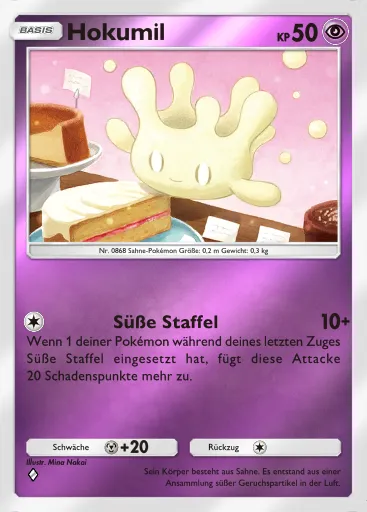 BASIS
Hokumil
KP 50
Nr. 0868 Sahne-Pokémon Größe: 0,2 m Gewicht: 0,3 kg
Süße Staffel 10+
Wenn 1 deiner Pokémon während deines letzten Zuges
Süße Staffel eingesetzt hat, fügt diese Attacke
20 Schadenspunkte mehr zu.
Schwäche +20 Rückzug
Illustr. Mina Nakai
Sein Körper besteht aus Sahne. Es entstand aus einer
Ansammlung süßer Geruchspartikel in der Luft.